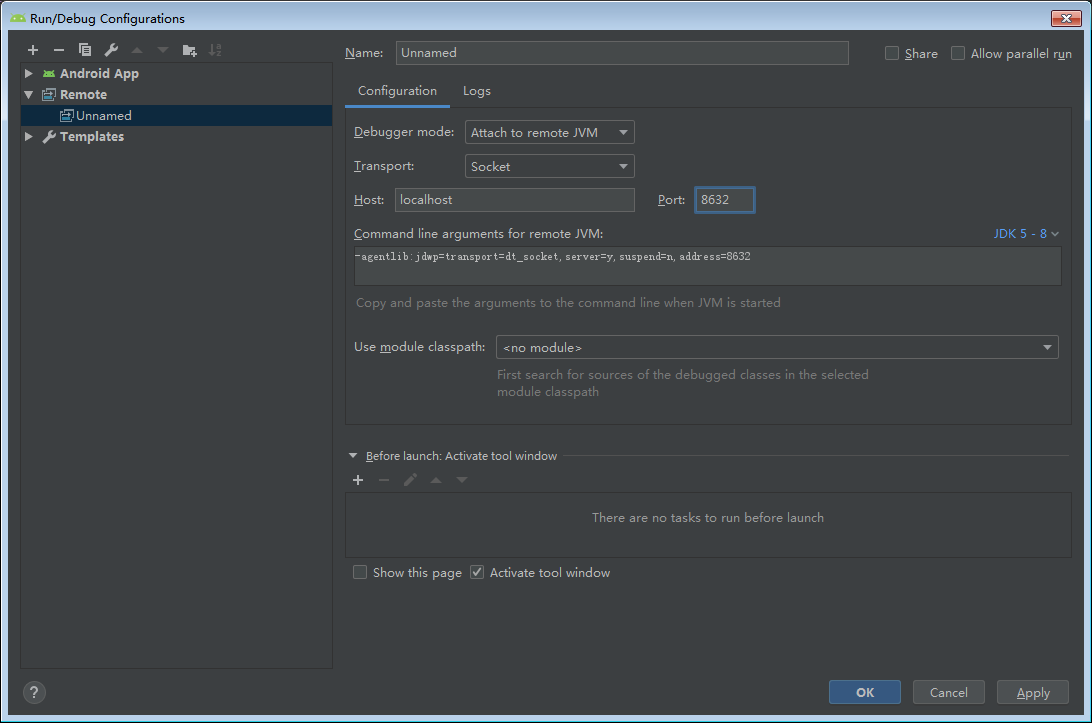 Run/Debug Configurations
Android App
Remote
Unnamed
Templates
Name: Unnamed
Share
Allow parallel run
Configuration
Logs
Debugger mode: Attach to remote JVM
Transport: Socket
Host: localhost
Port: 8632
Command line arguments for remote JVM:
JDK 5 - 8
-agentlib:jdwp=transport=dt_socket,server=y,suspend=n,address=8632
Copy and paste the arguments to the command line when JVM is started
Use module classpath: <no module>
First search for sources of the debugged classes in the selected
module classpath
Before launch: Activate tool window
There are no tasks to run before launch
Show this page
Activate tool window
?
OK
Cancel
Apply